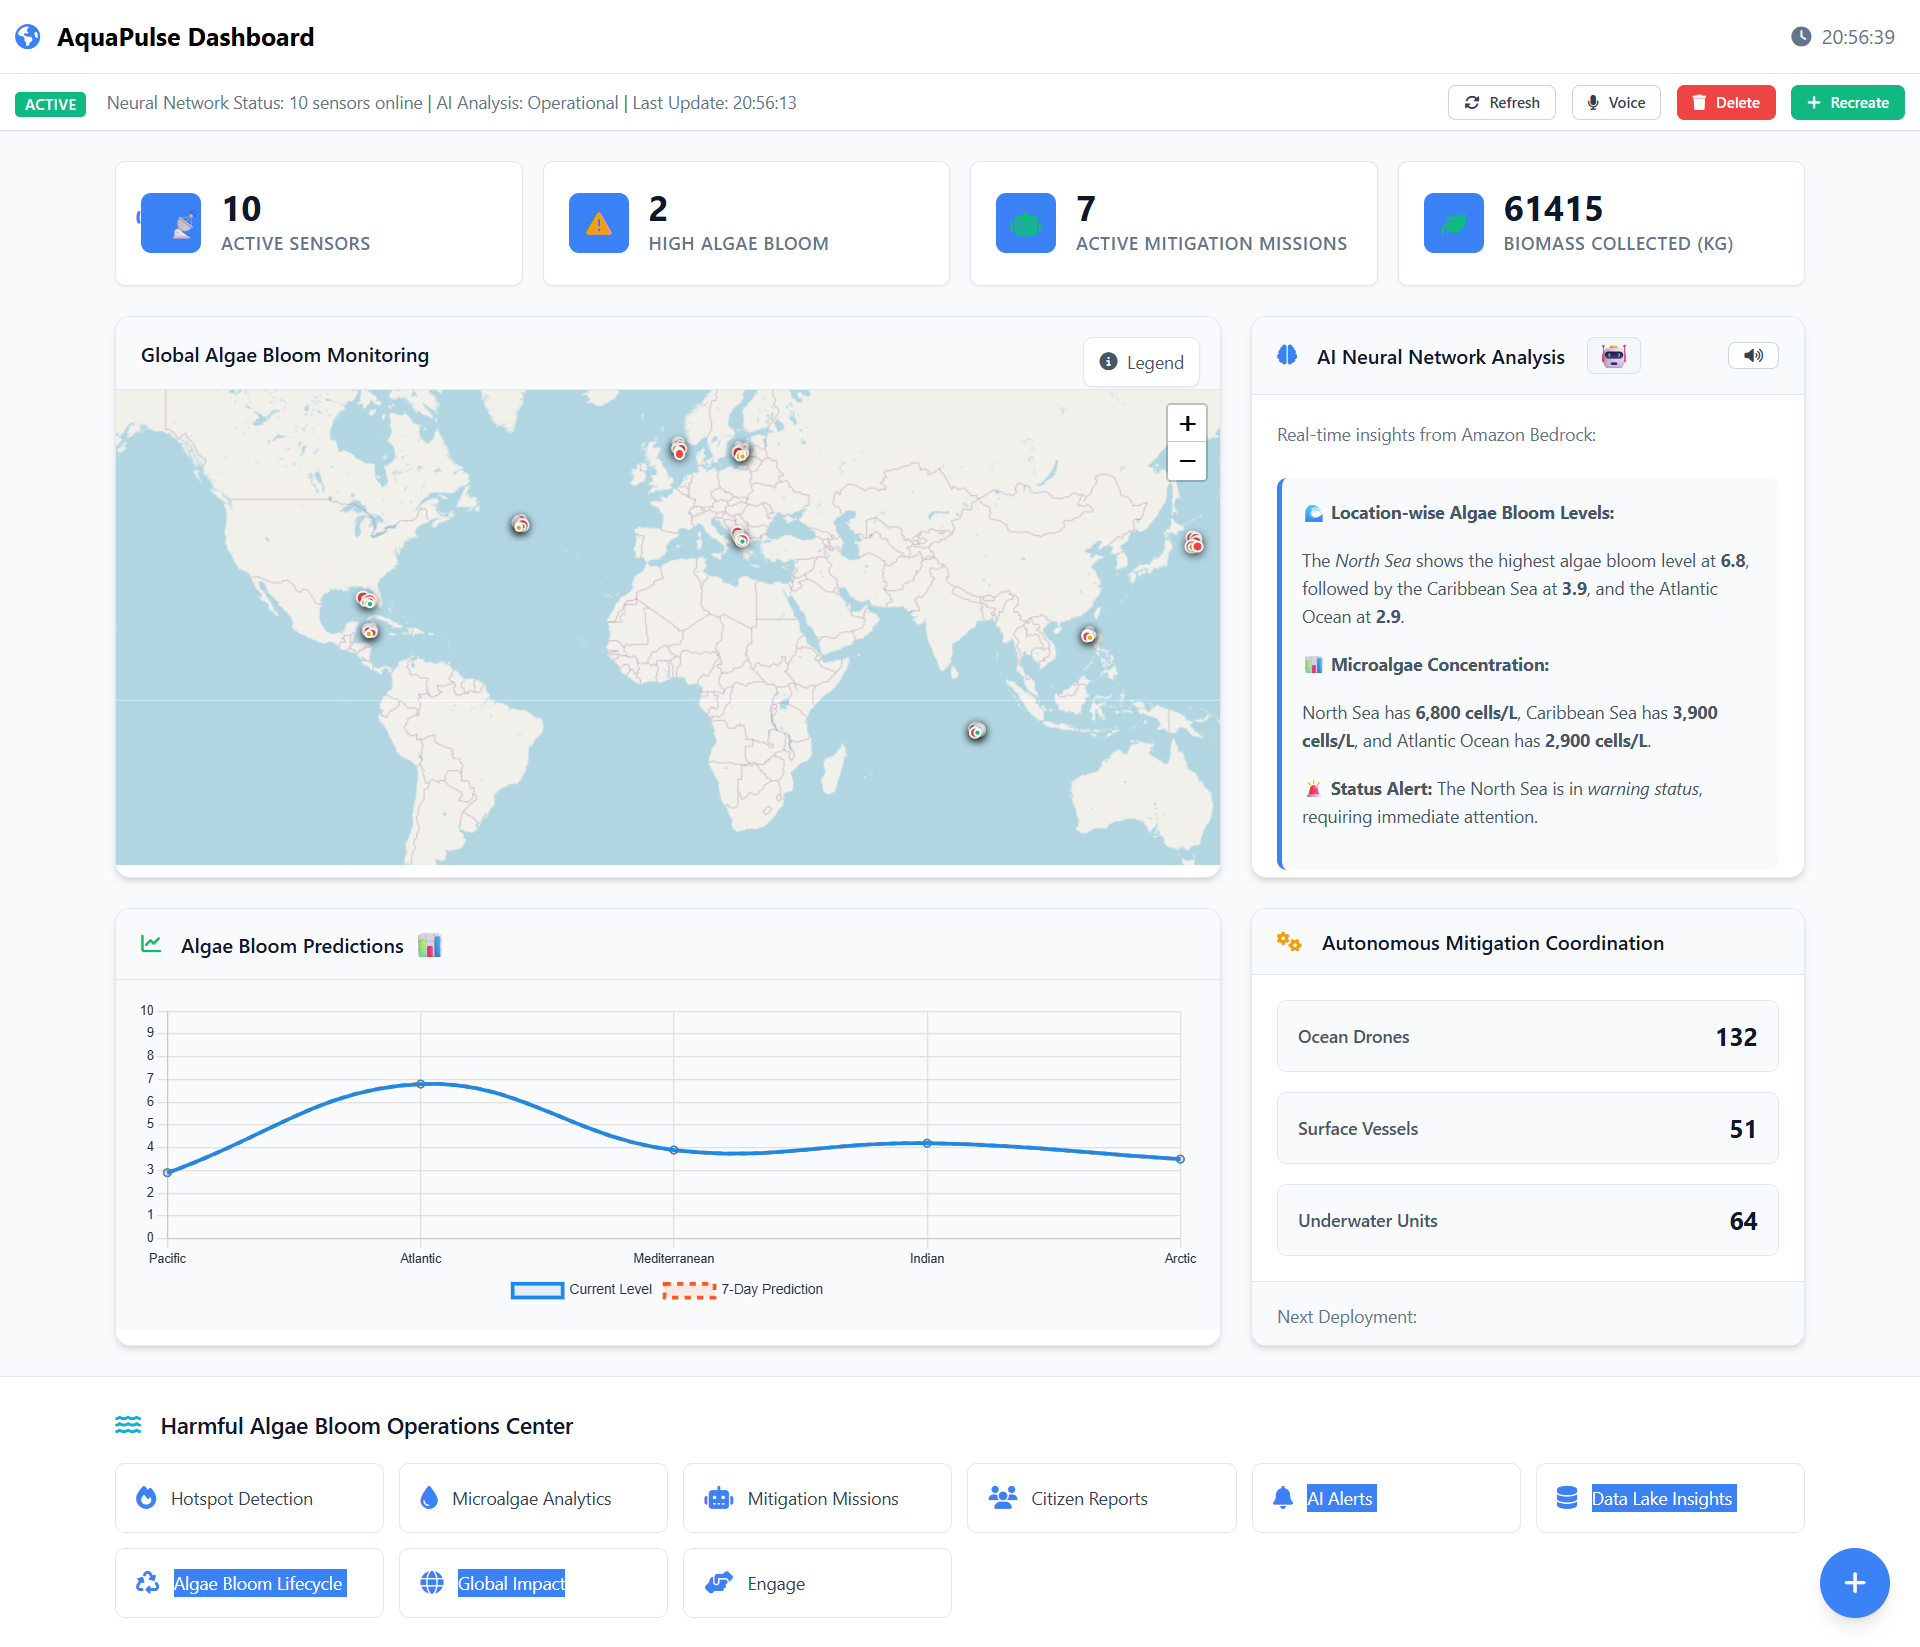 AquaPulse Dashboard
20:56:39
ACTIVE
Neural Network Status: 10 sensors online | AI Analysis: Operational | Last Update: 20:56:13
Refresh
Voice
Delete
Recreate
10
ACTIVE SENSORS
2
HIGH ALGAE BLOOM
7
ACTIVE MITIGATION MISSIONS
61415
BIOMASS COLLECTED (KG)
Global Algae Bloom Monitoring
Legend
+
−
AI Neural Network Analysis
Real-time insights from Amazon Bedrock:
Location-wise Algae Bloom Levels:
The North Sea shows the highest algae bloom level at 6.8,
followed by the Caribbean Sea at 3.9, and the Atlantic
Ocean at 2.9.
Microalgae Concentration:
North Sea has 6,800 cells/L, Caribbean Sea has 3,900
cells/L, and Atlantic Ocean has 2,900 cells/L.
Status Alert: The North Sea is in warning status,
requiring immediate attention.
Algae Bloom Predictions
10
9
8
7
6
5
4
3
2
1
0
Pacific
Atlantic
Mediterranean
Indian
Arctic
Current Level
7-Day Prediction
Autonomous Mitigation Coordination
Ocean Drones
132
Surface Vessels
51
Underwater Units
64
Next Deployment:
Harmful Algae Bloom Operations Center
Hotspot Detection
Microalgae Analytics
Mitigation Missions
Citizen Reports
AI Alerts
Data Lake Insights
Algae Bloom Lifecycle
Global Impact
Engage
+